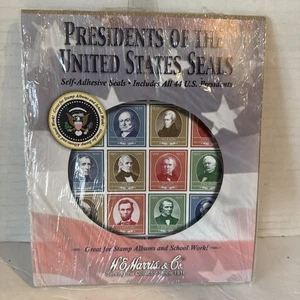 PRESIDENTS OF THE
UNITED STATES SEALS
Self-Adhesive Seals • Includes All 44 U.S. Presidents
Great for Stamp Albums and School Work!
H.E. Harris & Co.